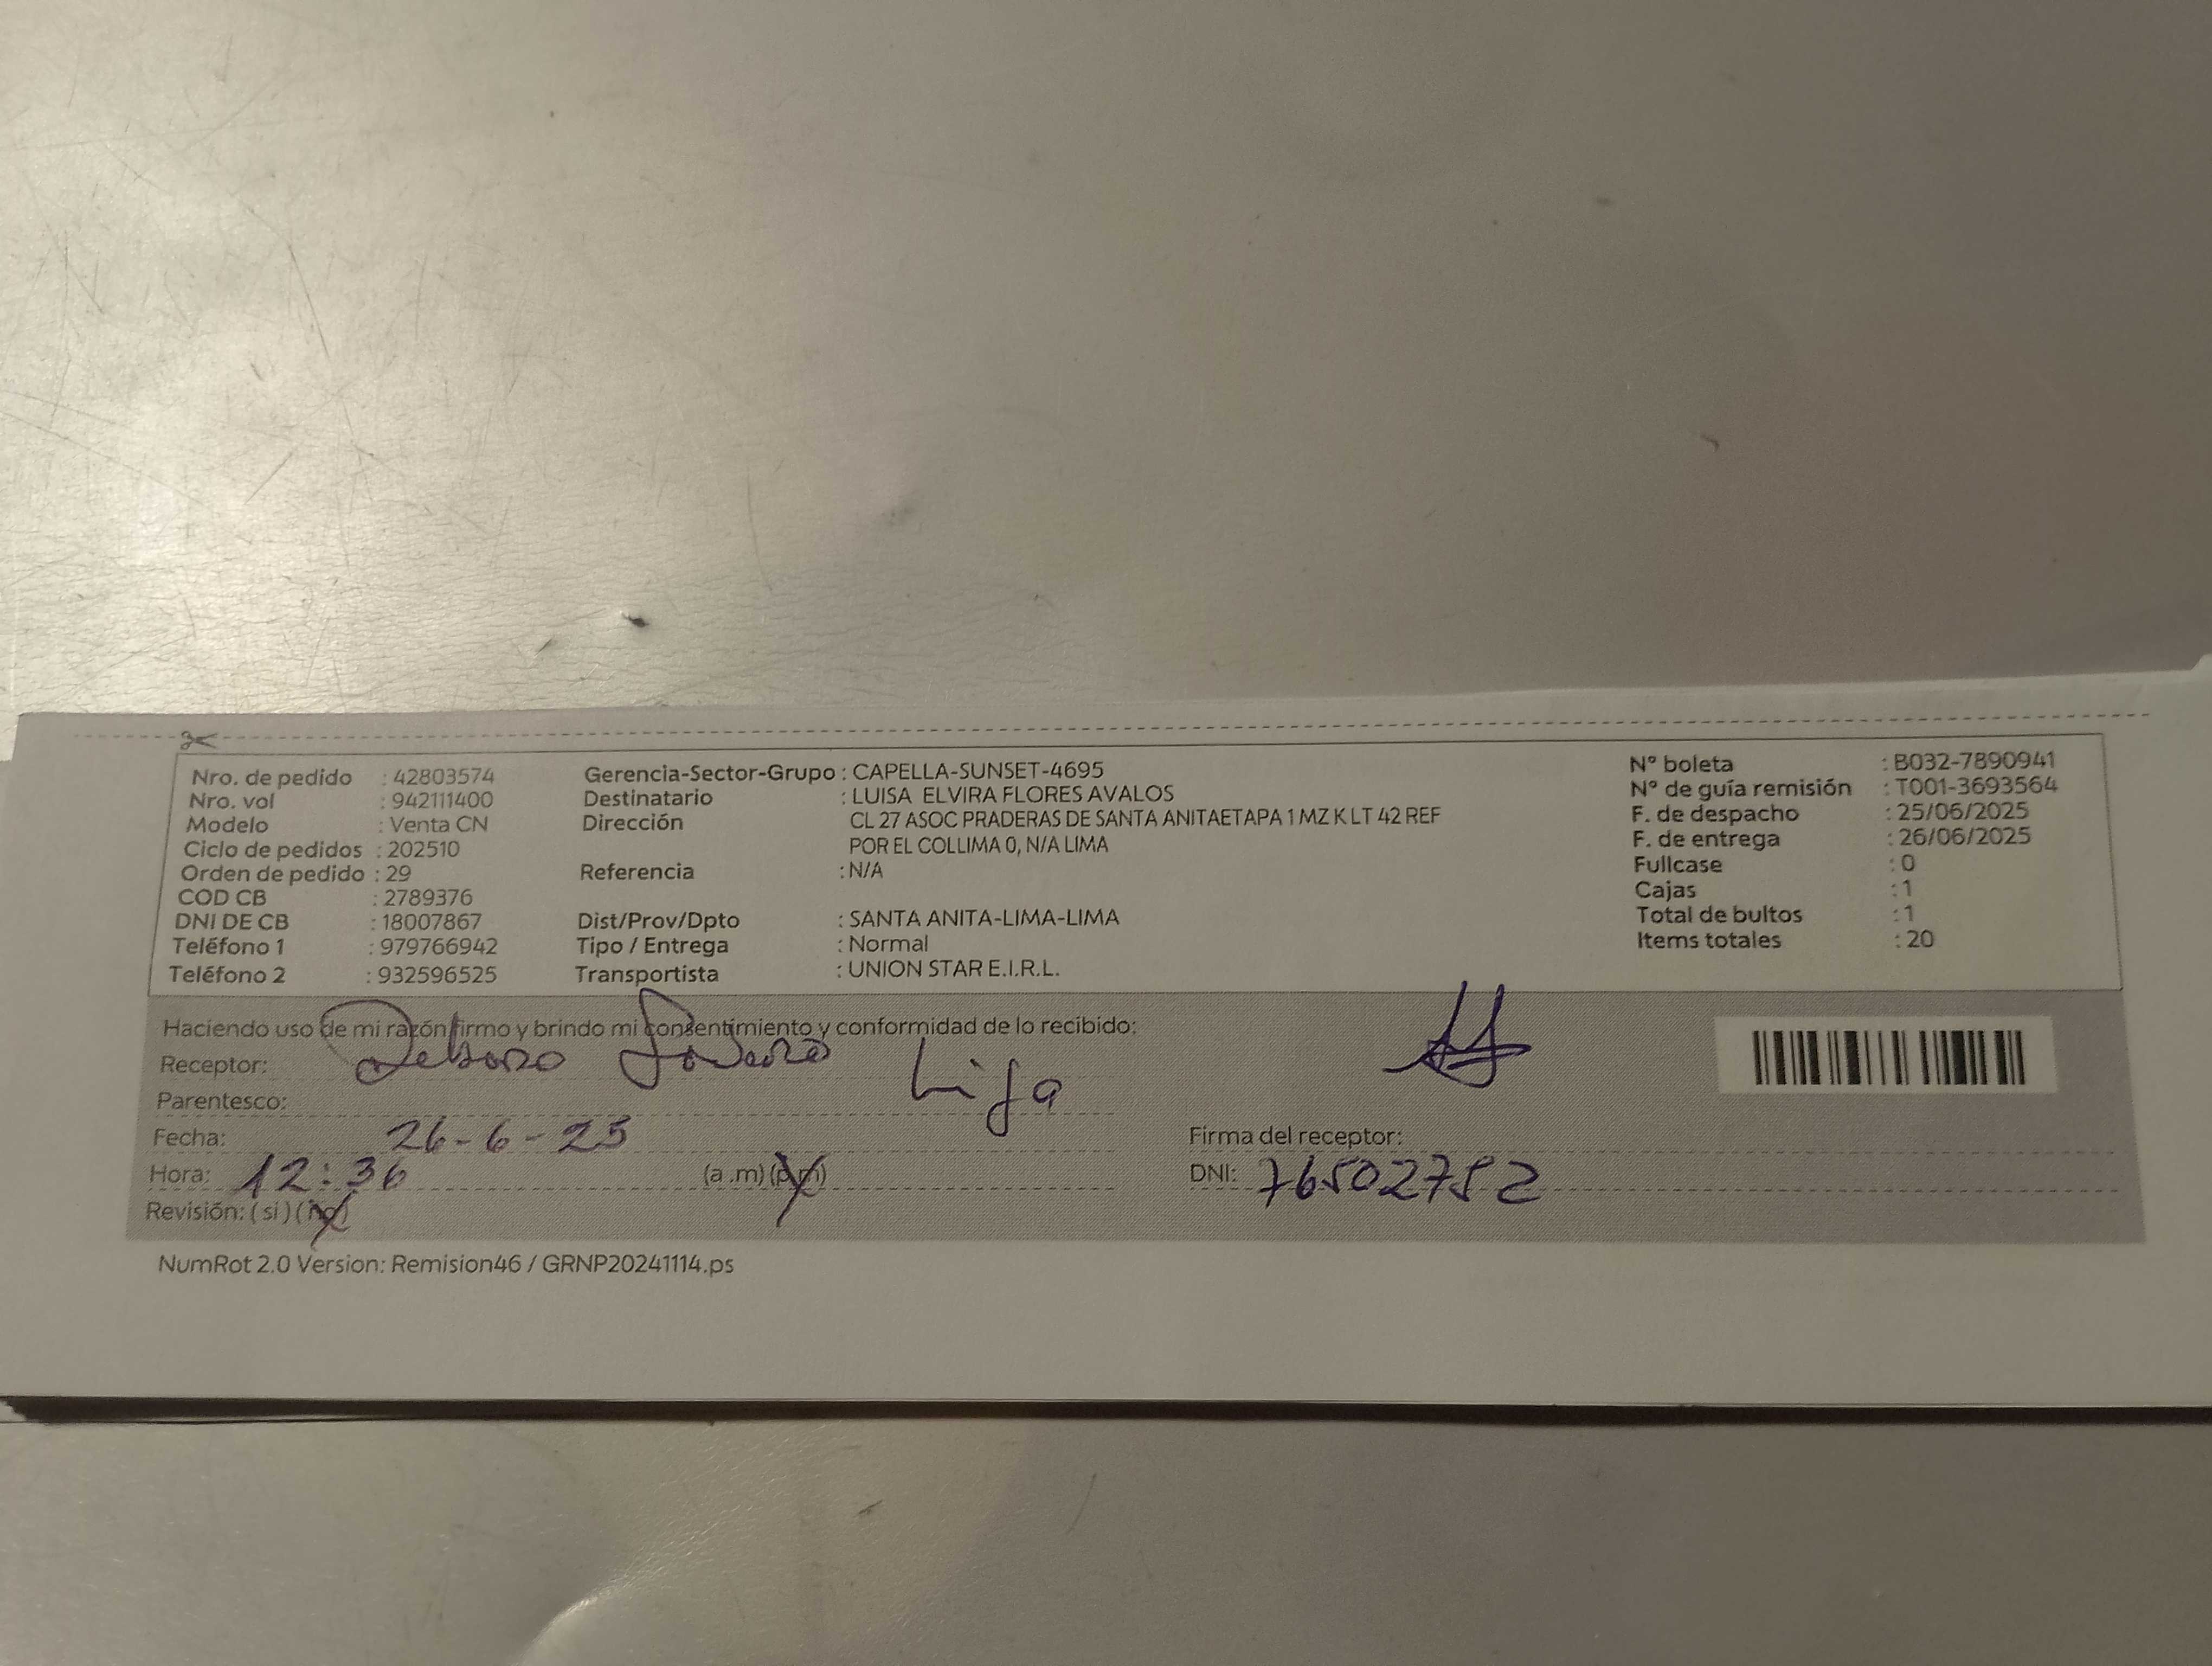 Nro. de pedido : 42803574
Nro. vol : 942111400
Modelo : Venta CN
Ciclo de pedidos : 202510
Orden de pedido : 29
COD CB : 2789376
DNI DE CB : 18007867
Teléfono 1 : 979766942
Teléfono 2 : 932596525
Gerencia-Sector-Grupo : CAPELLA-SUNSET-4695
Destinatario : LUISA ELVIRA FLORES AVALOS
Dirección CL 27 ASOC PRADERAS DE SANTA ANITAETAPA 1 MZ K LT 42 REF
POR EL COLLIMA 0, N/A LIMA
Referencia : N/A
Dist/Prov/Dpto : SANTA ANITA-LIMA-LIMA
Tipo / Entrega : Normal
Transportista : UNION STAR E.I.R.L.
N° boleta : B032-7890941
N° de guía remisión : T001-3693564
F. de despacho : 25/06/2025
F. de entrega : 26/06/2025
Fullcase : 0
Cajas : 1
Total de bultos : 1
Items totales : 20
Haciendo uso de mi razón firmo y brindo mi consentimiento y conformidad de lo recibido:
Receptor:
Parentesco: hija
Fecha: 26-6-25
Hora: 12:36 (a.m) (p.m)
Revisión: (si) (no)
Firma del receptor:
DNI: 76502752
NumRot 2.0 Version: Remision46 / GRNP20241114.ps